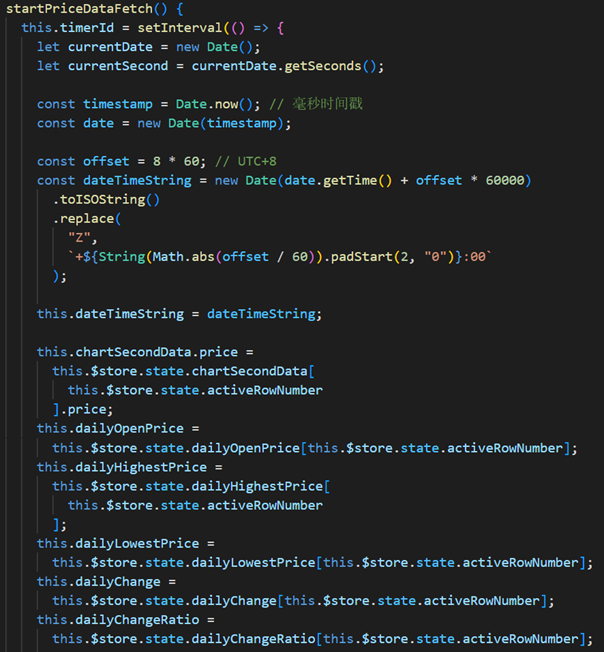 startPriceDataFetch() {
this.timerId = setInterval(() => {
let currentDate = new Date();
let currentSecond = currentDate.getSeconds();
const timestamp = Date.now(); // 毫秒时间戳
const date = new Date(timestamp);
const offset = 8 * 60; // UTC+8
const dateTimeString = new Date(date.getTime() + offset * 60000)
.toISOString()
.replace(
"Z",
`+${String(Math.abs(offset / 60)).padStart(2, "0")}:00`
);
this.dateTimeString = dateTimeString;
this.chartSecondData.price =
this.$store.state.chartSecondData[
this.$store.state.activeRowNumber
].price;
this.dailyOpenPrice =
this.$store.state.dailyOpenPrice[this.$store.state.activeRowNumber];
this.dailyHighestPrice =
this.$store.state.dailyHighestPrice[
this.$store.state.activeRowNumber
];
this.dailyLowestPrice =
this.$store.state.dailyLowestPrice[this.$store.state.activeRowNumber];
this.dailyChange =
this.$store.state.dailyChange[this.$store.state.activeRowNumber];
this.dailyChangeRatio =
this.$store.state.dailyChangeRatio[this.$store.state.activeRowNumber];